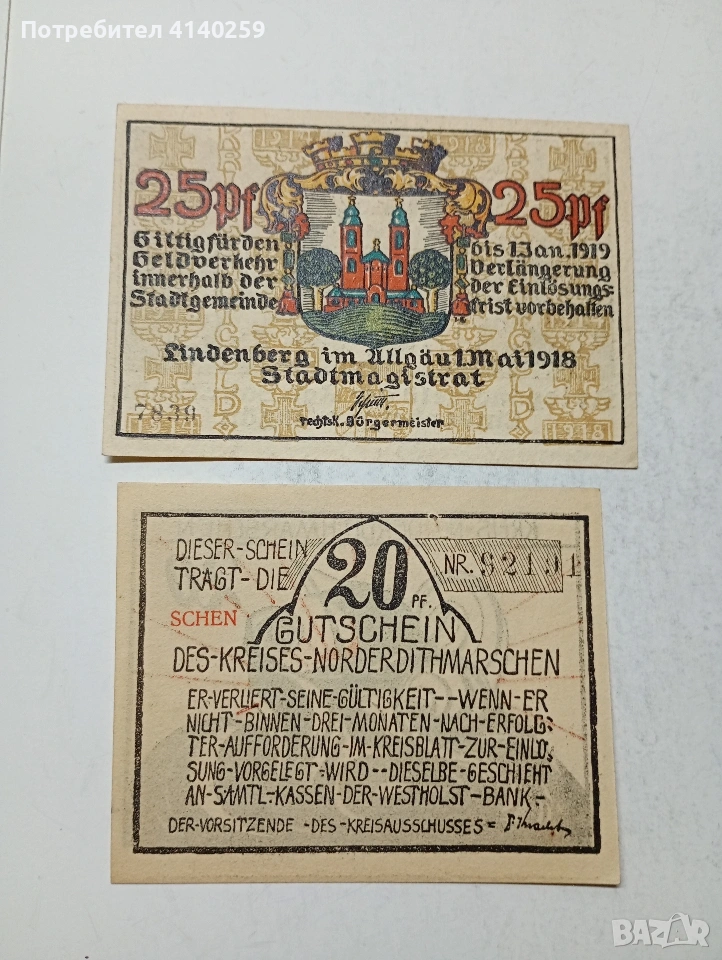 Потребител 4140259
25pf 25pf
Giltig für den
Geldverkehr
innerhalb der
Stadtgemeinde
bis 1.Jan. 1919
Verlängerung
der Einlösungs-
frist vorbehalten
Lindenberg im Allgäu 1.Mai 1918
Stadtmagistrat
rechtsk. Bürgermeister
7839
DIESER-SCHEIN
TRÄGT-DIE
NR. 92191
20
PF.
SCHEN
GUTSCHEIN
DES-KREISES-NORDERDITHMARSCHEN
ER-VERLIERT-SEINE-GÜLTIGKEIT--WENN-ER
NICHT-BINNEN-DREI-MONATEN-NACH-ERFOLG-
TER-AUFFORDERUNG-IM-KREISBLATT-ZUR-EINLÖ-
SUNG-VORGELEGT-WIRD--DIESELBE-GESCHIEHT
AN-SÄMTL-KASSEN-DER-WESTHOLST-BANK-
DER-VORSITZENDE -DES-KREISAUSSCHUSSES=
BAZAR